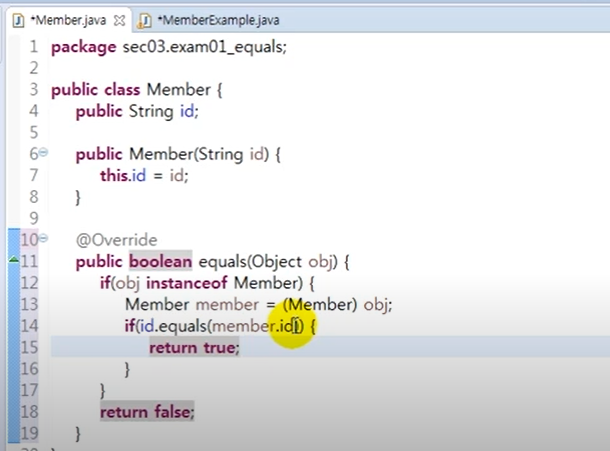 *Member.java *MemberExample.java
1 package sec03.exam01_equals;
2
3 public class Member {
4 public String id;
5
6 public Member(String id) {
7 this.id = id;
8 }
9
10 @Override
11 public boolean equals(Object obj) {
12 if(obj instanceof Member) {
13 Member member = (Member) obj;
14 if(id.equals(member.id)) {
15 return true;
16 }
17 }
18 return false;
19 }